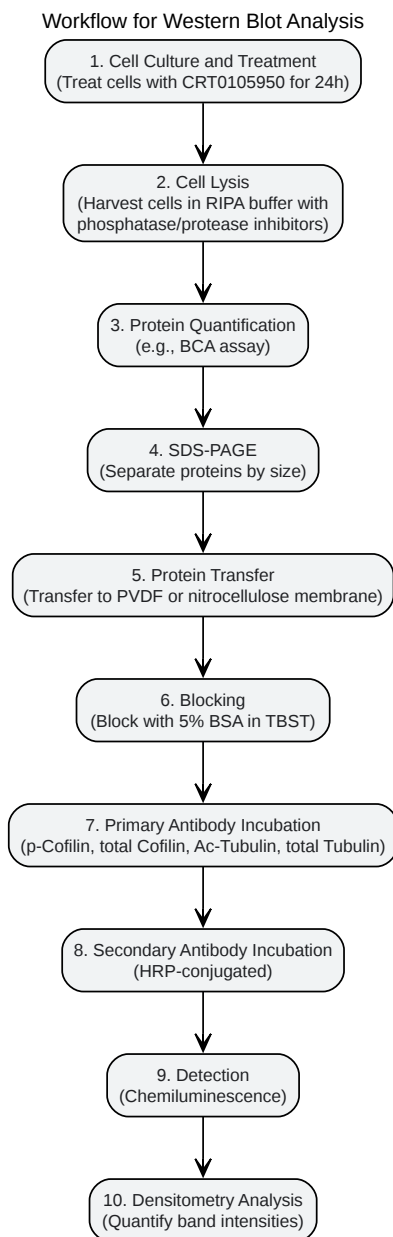 Workflow for Western Blot Analysis
1. Cell Culture and Treatment
(Treat cells with CRT0105950 for 24h)
2. Cell Lysis
(Harvest cells in RIPA buffer with
phosphatase/protease inhibitors)
3. Protein Quantification
(e.g., BCA assay)
4. SDS-PAGE
(Separate proteins by size)
5. Protein Transfer
(Transfer to PVDF or nitrocellulose membrane)
6. Blocking
(Block with 5% BSA in TBST)
7. Primary Antibody Incubation
(p-Cofilin, total Cofilin, Ac-Tubulin, total Tubulin)
8. Secondary Antibody Incubation
(HRP-conjugated)
9. Detection
(Chemiluminescence)
10. Densitometry Analysis
(Quantify band intensities)